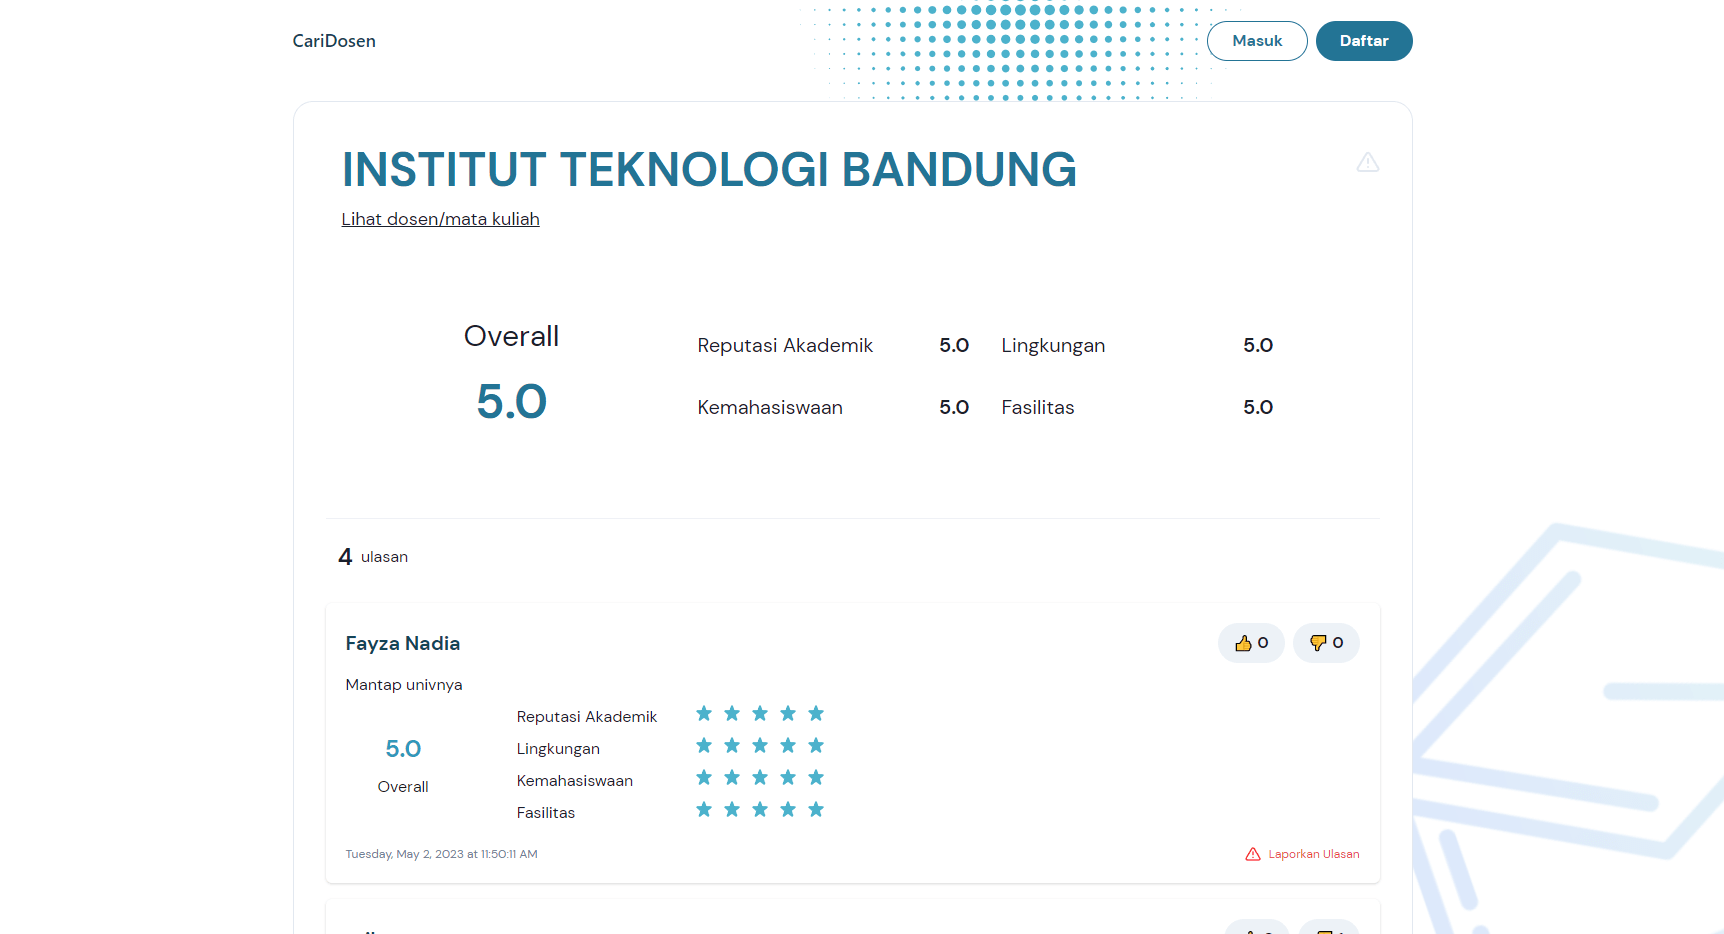 CariDosen
Masuk
Daftar
INSTITUT TEKNOLOGI BANDUNG
Lihat dosen/mata kuliah
Overall
5.0
Reputasi Akademik 5.0
Lingkungan 5.0
Kemahasiswaan 5.0
Fasilitas 5.0
4 ulasan
Fayza Nadia
0
0
Mantap univnya
5.0
Overall
Reputasi Akademik
Lingkungan
Kemahasiswaan
Fasilitas
Tuesday, May 2, 2023 at 11:50:11 AM
Laporkan Ulasan